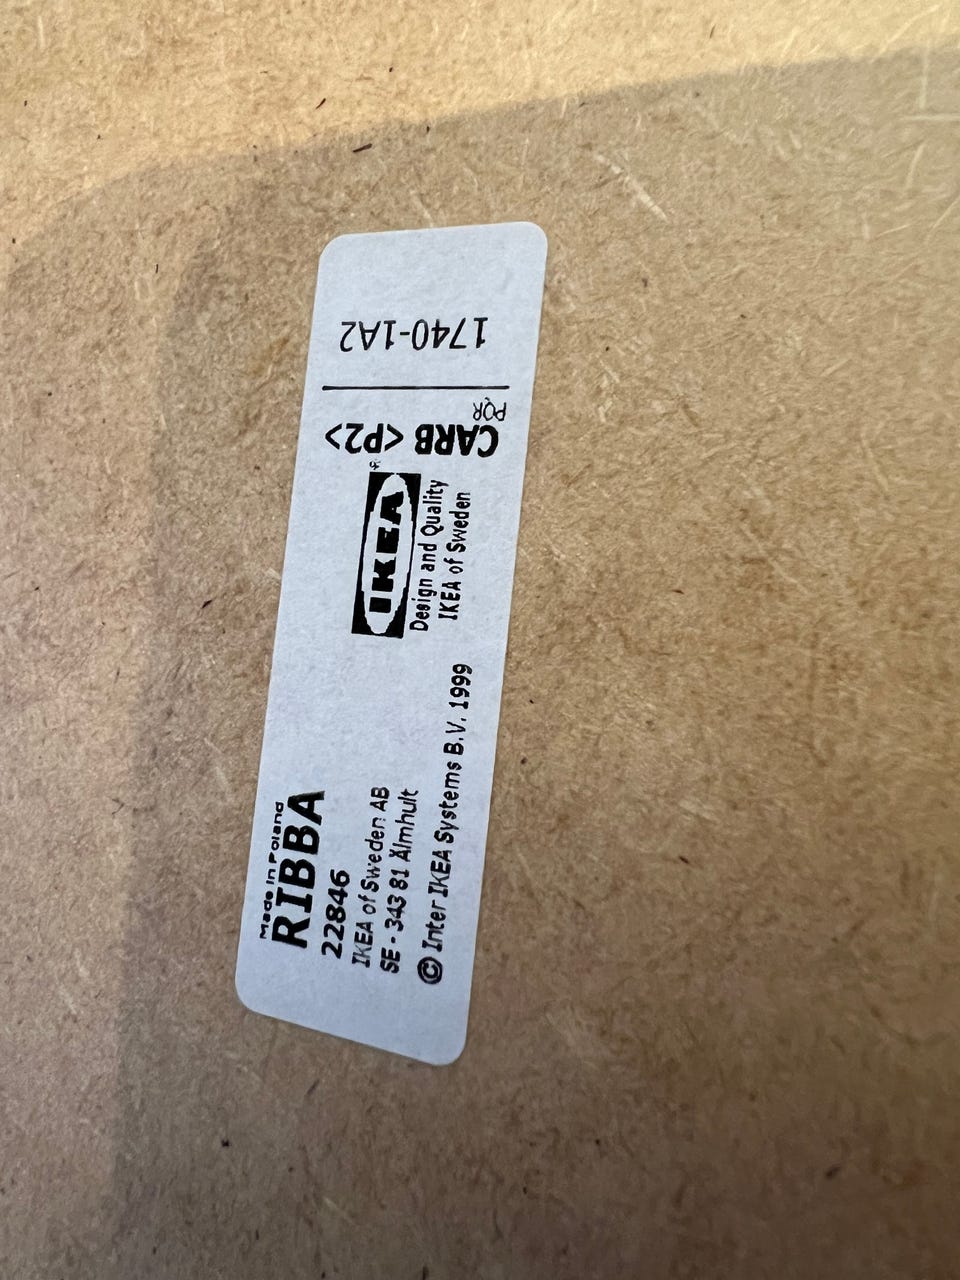 Made in Poland
RIBBA
22846
IKEA of Sweden AB
SE - 343 81 Älmhult
© Inter IKEA Systems B.V. 1999
IKEA®
Design and Quality
IKEA of Sweden
PQR
CARB <P2>
1740-1A2